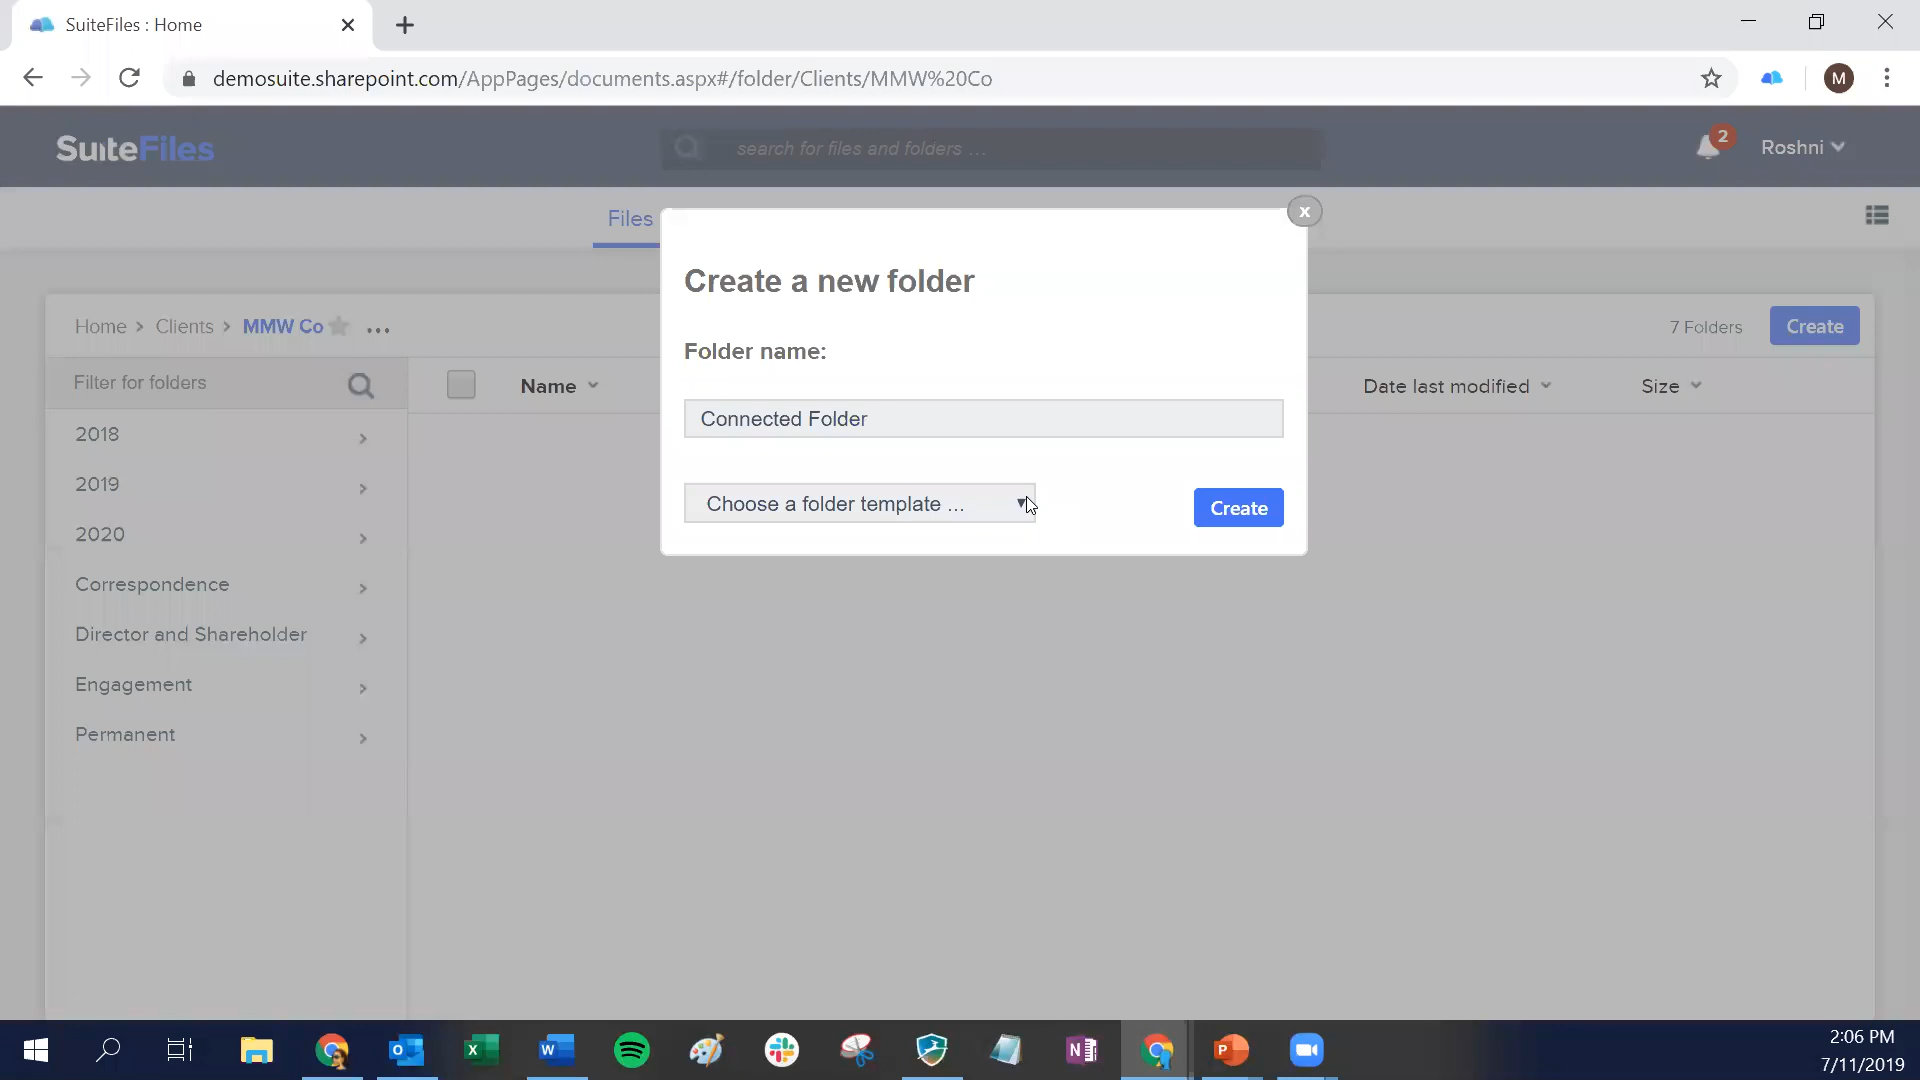 SuiteFiles : Home
demosuite.sharepoint.com/AppPages/documents.aspx#/folder/Clients/MMW%20Co
M
SuiteFiles
search for files and folders ...
2
Roshni
Files
x
Create a new folder
Folder name:
Connected Folder
Choose a folder template ...
Create
Home > Clients > MMW Co ...
7 Folders
Create
Filter for folders
Name
Date last modified
Size
2018
2019
2020
Correspondence
Director and Shareholder
Engagement
Permanent
2:06 PM
7/11/2019